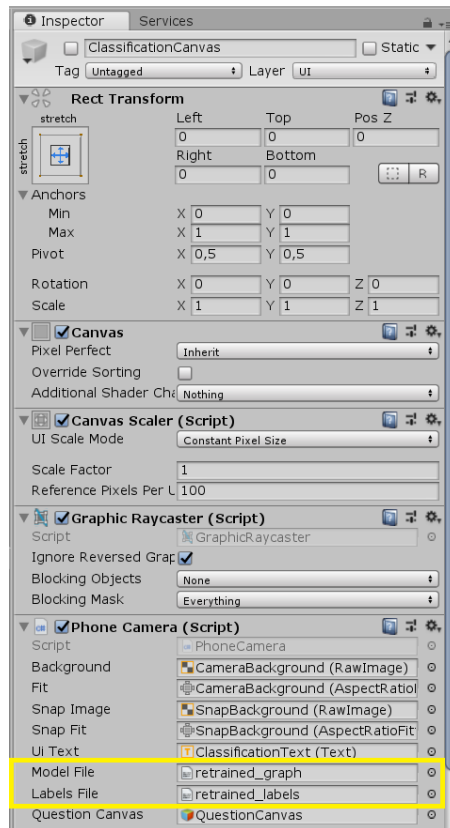 Inspector Services
ClassificationCanvas Static
Tag Untagged Layer UI
Rect Transform
stretch Left Top Pos Z
stretch
0 0 0
Right Bottom
0 0 R
Anchors
Min X 0 Y 0
Max X 1 Y 1
Pivot X 0,5 Y 0,5
Rotation X 0 Y 0 Z 0
Scale X 1 Y 1 Z 1
Canvas
Pixel Perfect Inherit
Override Sorting
Additional Shader Cha Nothing
Canvas Scaler (Script)
UI Scale Mode Constant Pixel Size
Scale Factor 1
Reference Pixels Per U 100
Graphic Raycaster (Script)
Script GraphicRaycaster
Ignore Reversed Grap
Blocking Objects None
Blocking Mask Everything
Phone Camera (Script)
Script PhoneCamera
Background CameraBackground (RawImage)
Fit CameraBackground (AspectRatioI
Snap Image SnapBackground (RawImage)
Snap Fit SnapBackground (AspectRatioFit
Ui Text ClassificationText (Text)
Model File retrained_graph
Labels File retrained_labels
Question Canvas QuestionCanvas